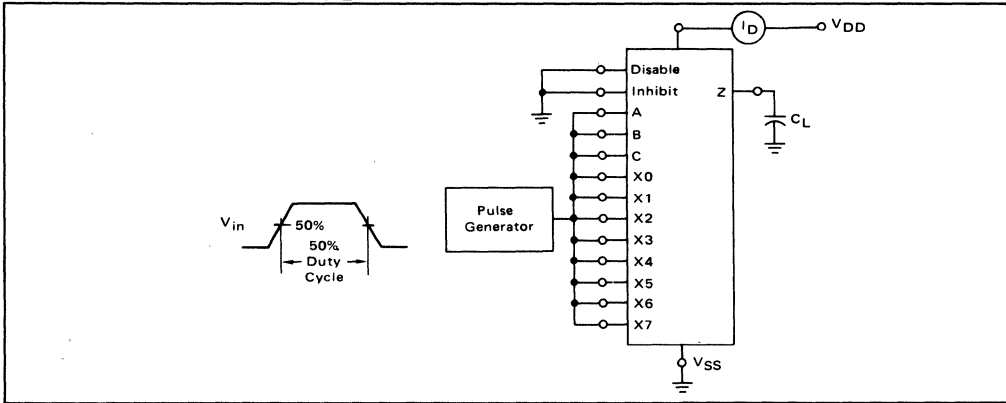 I_D
V_DD
Disable
Inhibit
Z
A
C_L
B
C
X0
X1
Pulse
Generator
X2
X3
X4
X5
X6
X7
V_in
50%
50%
Duty
Cycle
V_SS